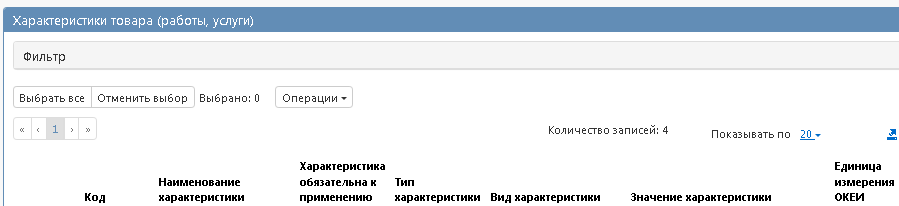 Характеристики товара (работы, услуги)
Фильтр
Выбрать все Отменить выбор Выбрано: 0 Операции
« ‹ 1 › » Количество записей: 4 Показывать по 20
Код Наименование характеристики Характеристика обязательна к применению Тип характеристики Вид характеристики Значение характеристики Единица измерения ОКЕИ